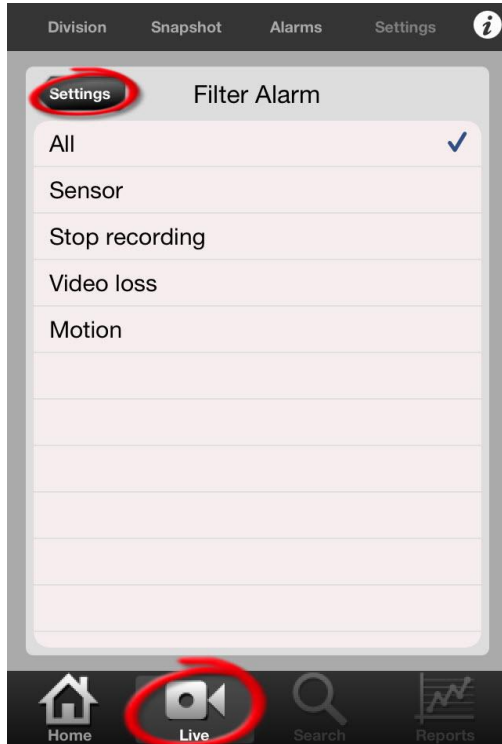 Division Snapshot Alarms Settings i
Settings Filter Alarm
All
Sensor
Stop recording
Video loss
Motion
Home Live Search Reports